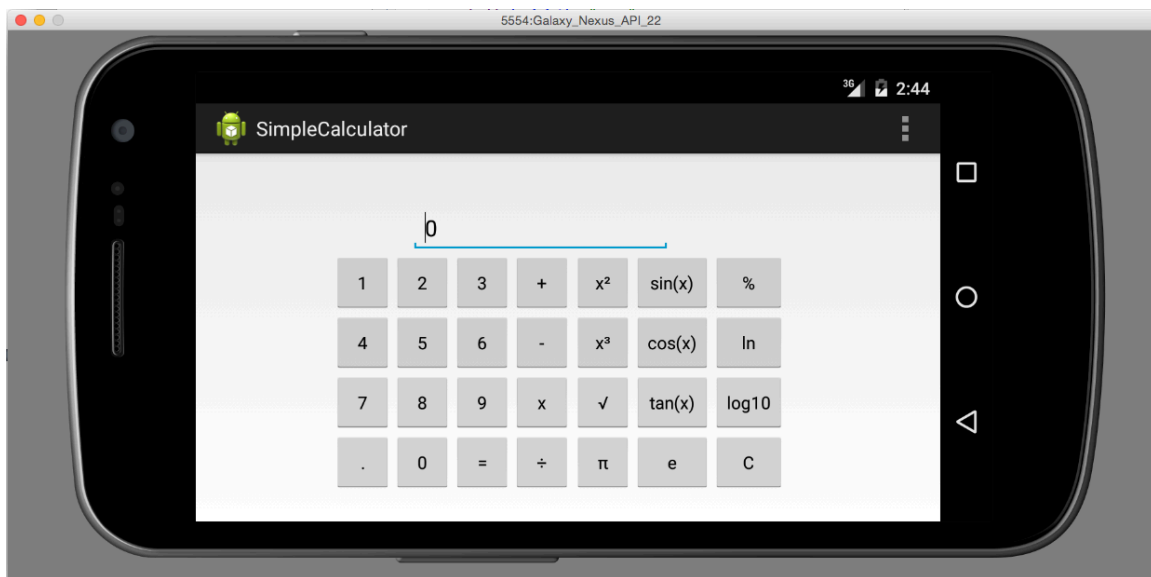 5554:Galaxy_Nexus_API_22
3G 2:44
SimpleCalculator
0
1 2 3 + x² sin(x) %
4 5 6 - x³ cos(x) ln
7 8 9 x √ tan(x) log10
. 0 = ÷ π e C